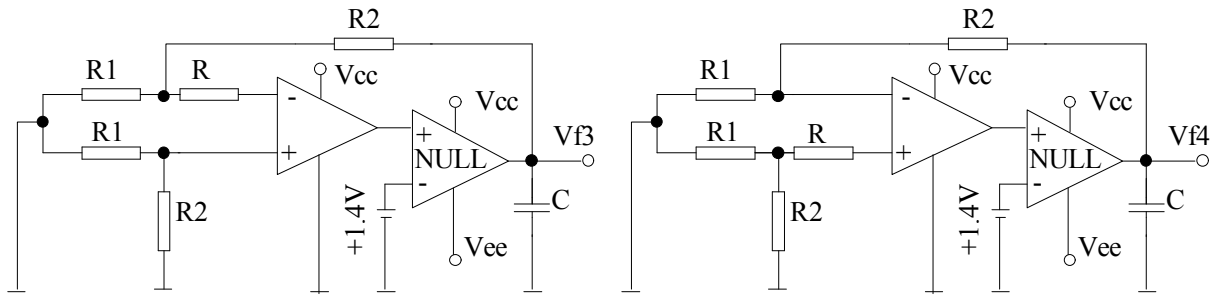 R2
R1 R
Vcc
-
Vcc
R1
+
+
NULL
-
Vf3
R2
+1.4V
C
Vee
R2
R1
Vcc
-
Vcc
R1 R
+
+
NULL
-
Vf4
R2
+1.4V
C
Vee